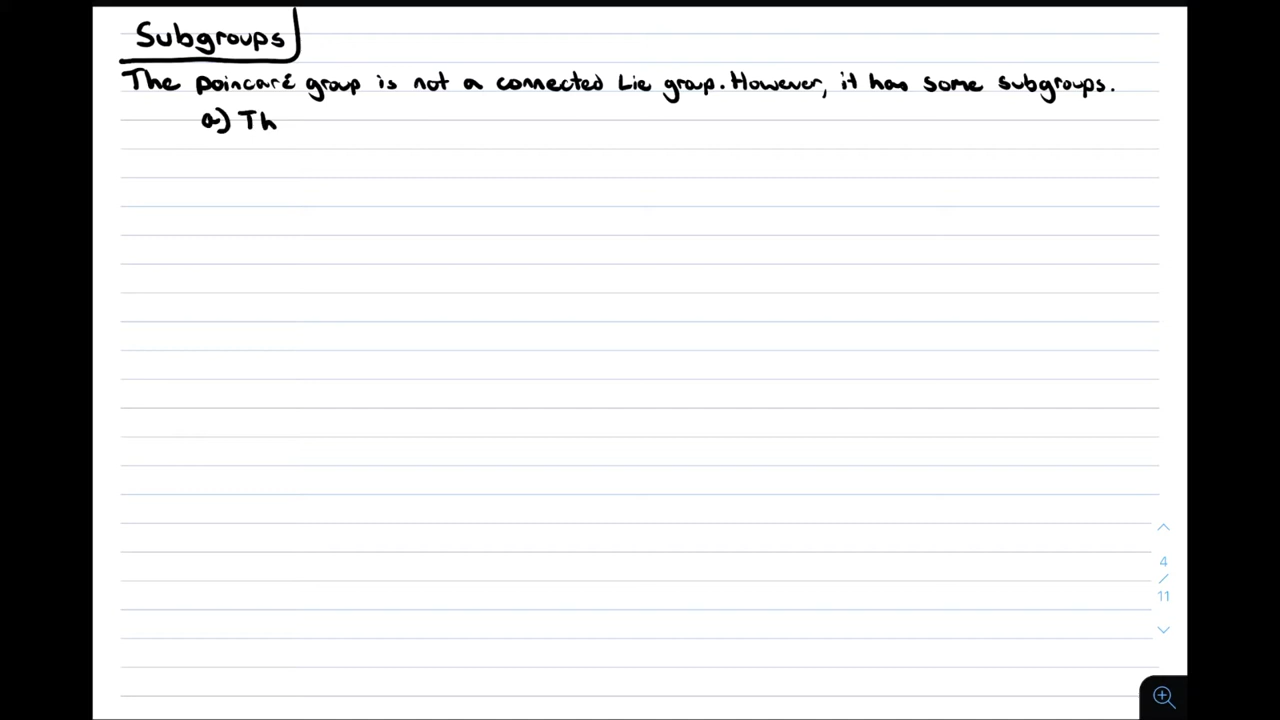 Subgroups
The poincaré group is not a connected Lie group. However, it has some subgroups.
a) Th
4
/
11